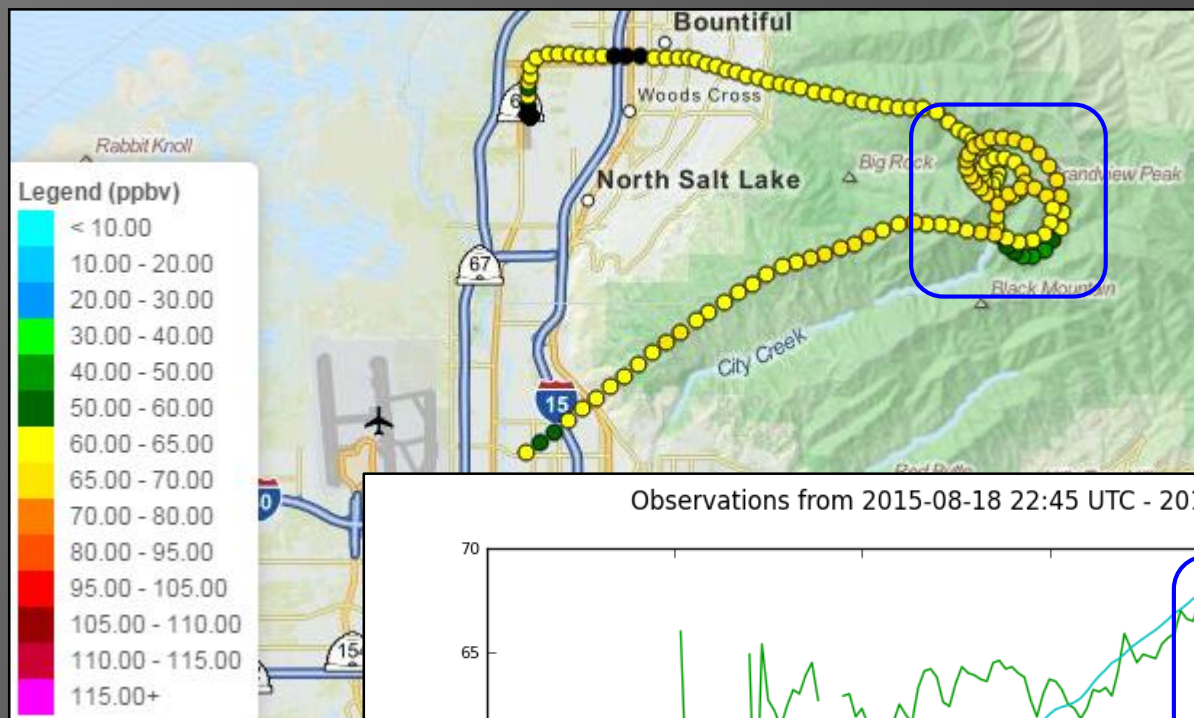 Bountiful
Woods Cross
Rabbit Knoll
Big Rock
Grandview Peak
North Salt Lake
67
Black Mountain
City Creek
15
Legend (ppbv)
< 10.00
10.00 - 20.00
20.00 - 30.00
30.00 - 40.00
40.00 - 50.00
50.00 - 60.00
60.00 - 65.00
65.00 - 70.00
70.00 - 80.00
80.00 - 95.00
95.00 - 105.00
105.00 - 110.00
110.00 - 115.00
115.00+
0
154
Observations from 2015-08-18 22:45 UTC - 201
70
65